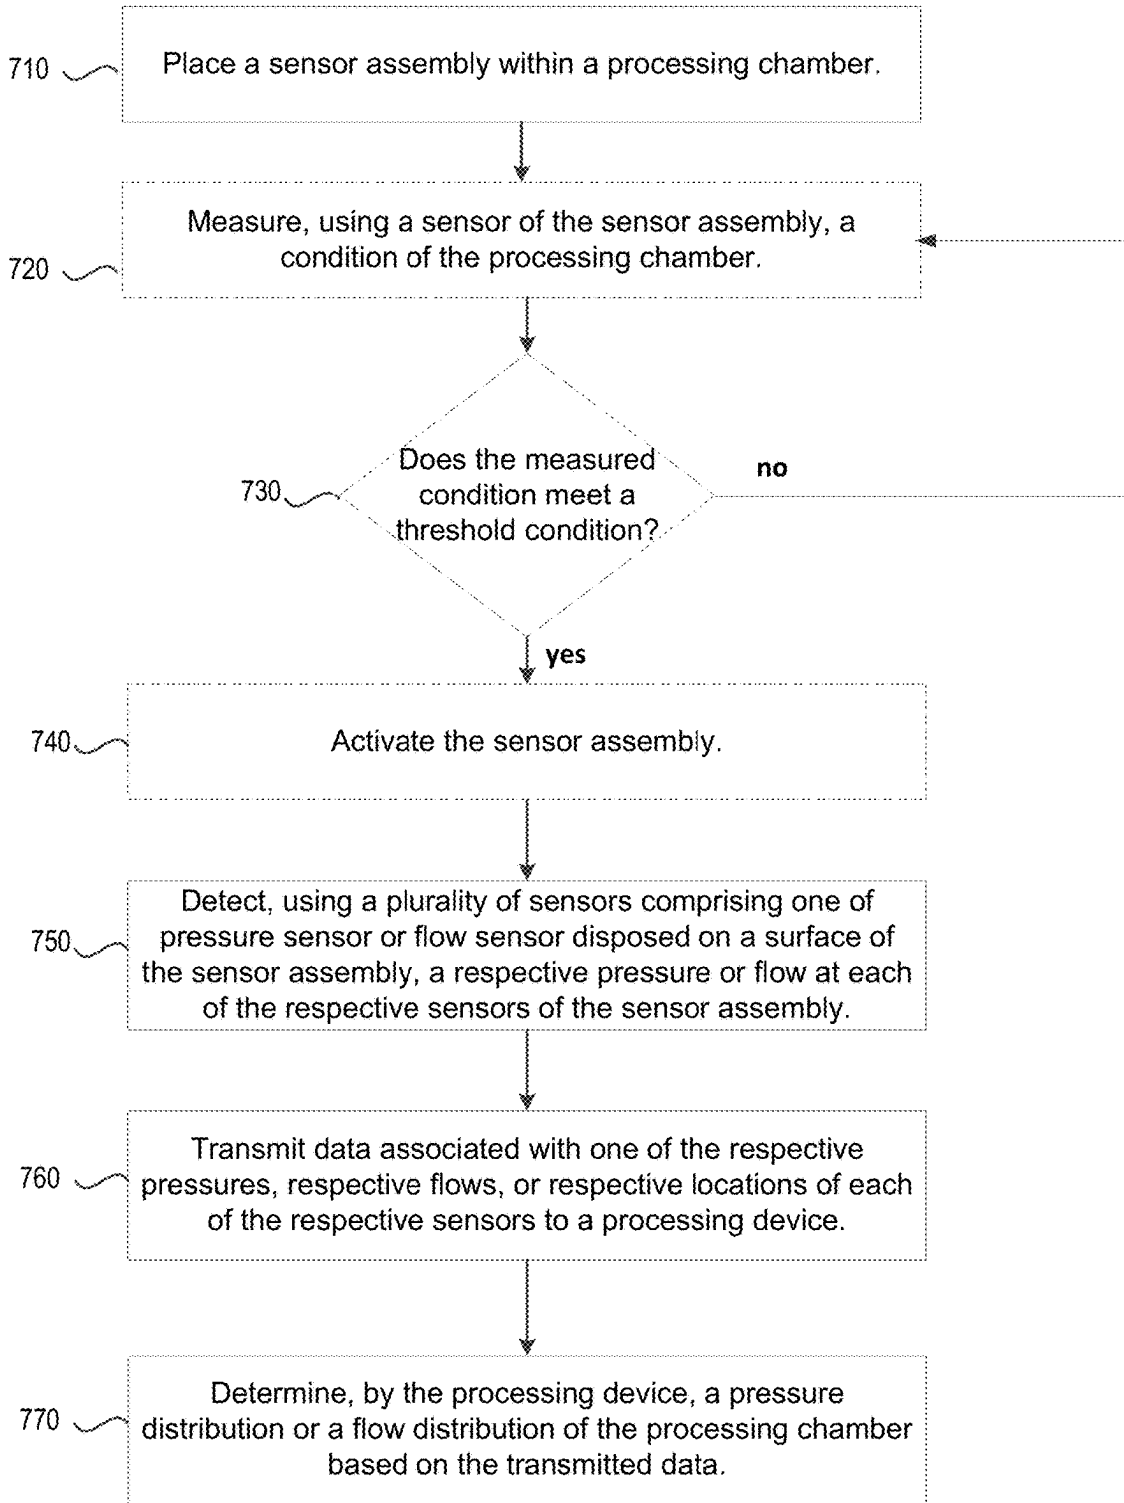 710
Place a sensor assembly within a processing chamber.
Measure, using a sensor of the sensor assembly, a
condition of the processing chamber.
720
Does the measured
condition meet a
threshold condition?
730
no
yes
740
Activate the sensor assembly.
Detect, using a plurality of sensors comprising one of
pressure sensor or flow sensor disposed on a surface of
the sensor assembly, a respective pressure or flow at each
of the respective sensors of the sensor assembly.
750
Transmit data associated with one of the respective
pressures, respective flows, or respective locations of each
of the respective sensors to a processing device.
760
Determine, by the processing device, a pressure
distribution or a flow distribution of the processing chamber
based on the transmitted data.
770